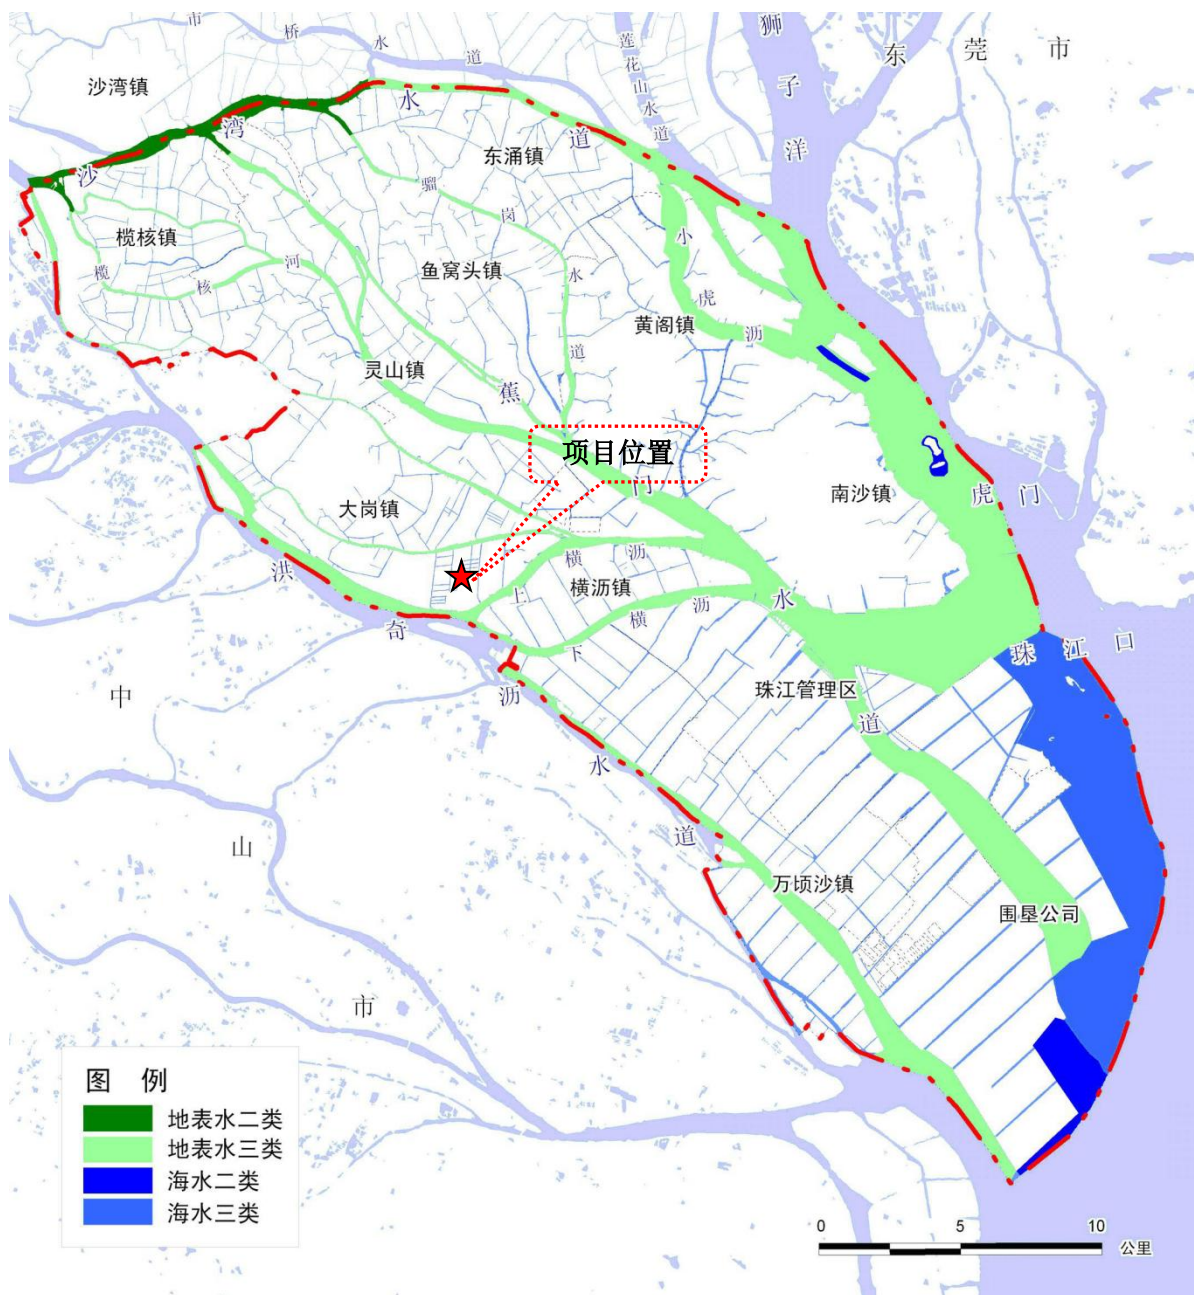 市桥水道
莲花山水道
狮子洋
东莞市
沙湾镇
沙湾水道
东涌镇
骝岗水道
榄核镇
榄核河
鱼窝头镇
小虎沥
黄阁镇
灵山镇
蕉门水道
项目位置
南沙镇
虎门
大岗镇
上横沥
横沥镇
下横沥
洪奇沥水道
珠江口
珠江管理区
中山市
万顷沙镇
围垦公司
图 例
地表水二类
地表水三类
海水二类
海水三类
0 5 10
公里